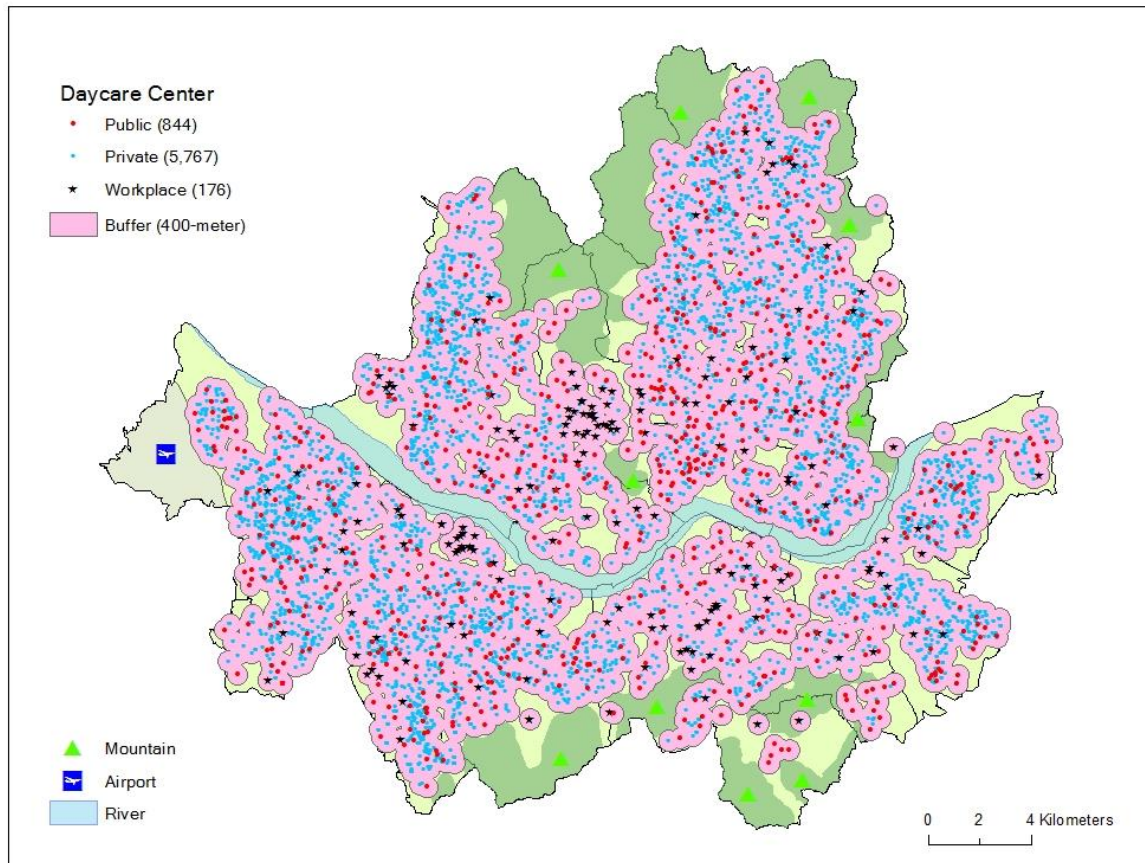 Daycare Center
Public (844)
Private (5,767)
Workplace (176)
Buffer (400-meter)
Mountain
Airport
River
0 2 4 Kilometers